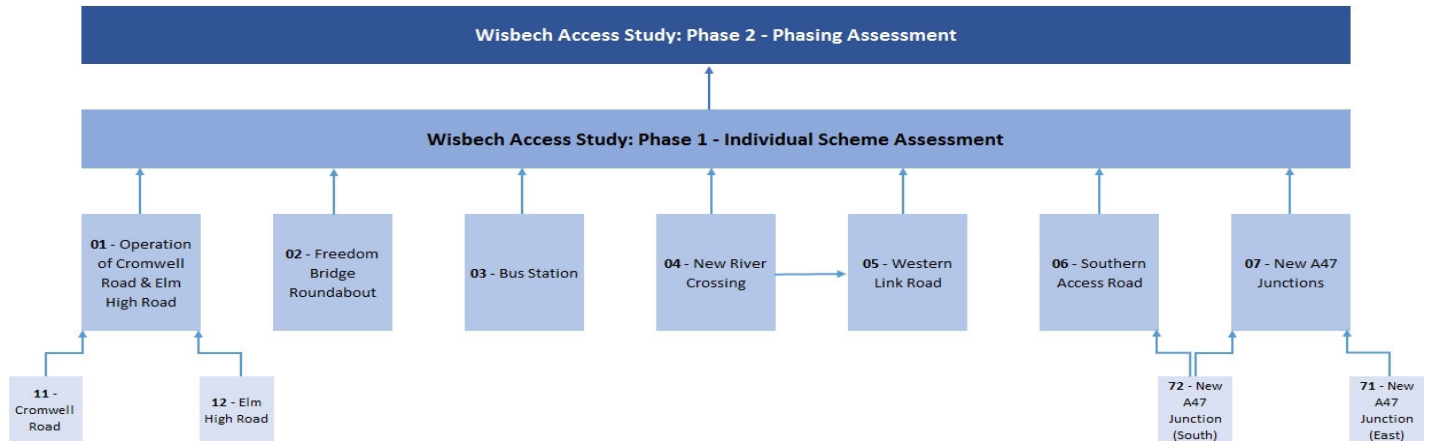 Wisbech Access Study: Phase 2 - Phasing Assessment
Wisbech Access Study: Phase 1 - Individual Scheme Assessment
01 - Operation
of Cromwell
Road & Elm
High Road
02 - Freedom
Bridge
Roundabout
03 - Bus Station
04 - New River
Crossing
05 - Western
Link Road
06 - Southern
Access Road
07 - New A47
Junctions
11 -
Cromwell
Road
12 - Elm
High Road
72 - New
A47
Junction
(South)
71 - New
A47
Junction
(East)